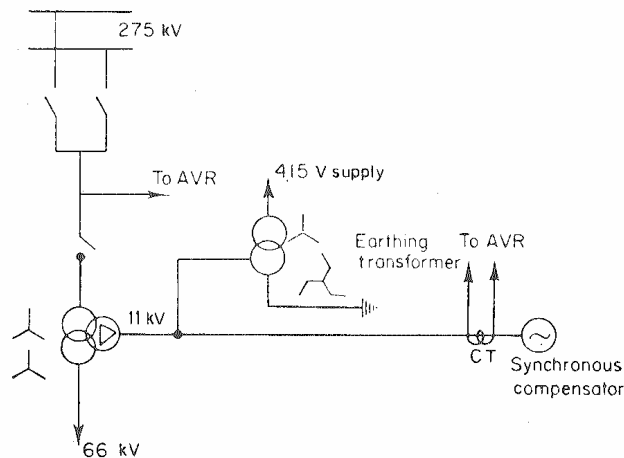 275 kV
To AVR
415 V supply
Earthing
transformer
To AVR
11 kV
CT
Synchronous
compensator
66 kV